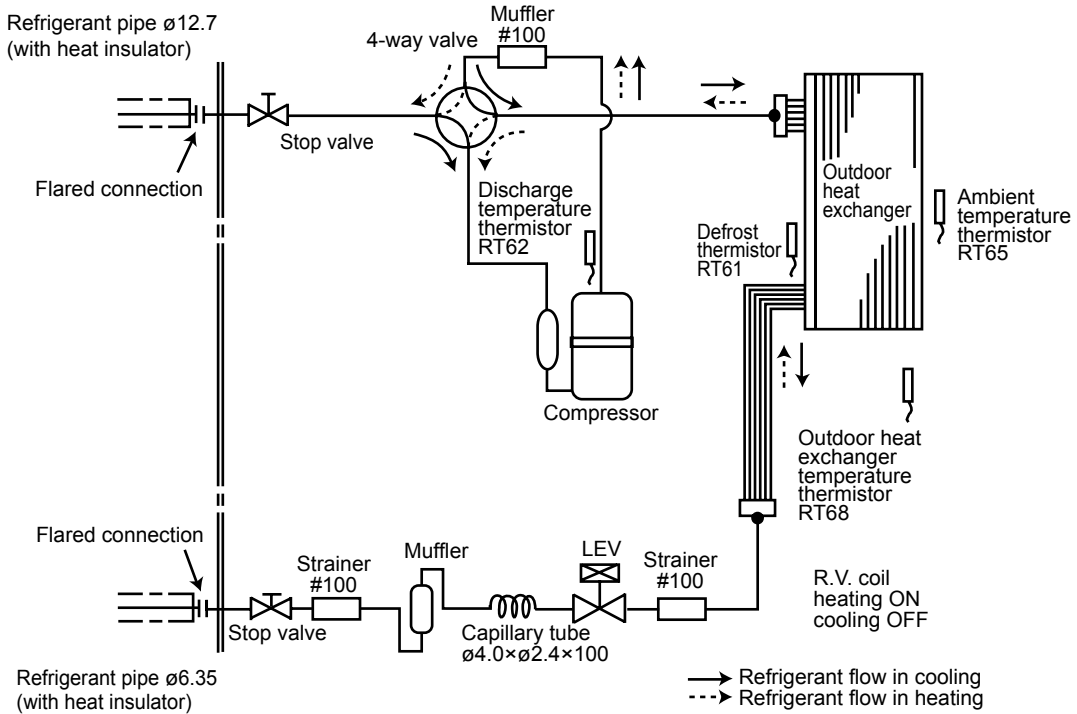 Refrigerant pipe ø12.7
(with heat insulator)
Muffler
#100
4-way valve
Stop valve
Flared connection
Discharge
temperature
thermistor
RT62
Outdoor
heat
exchanger
Ambient
temperature
thermistor
RT65
Defrost
thermistor
RT61
Compressor
Outdoor heat
exchanger
temperature
thermistor
RT68
Flared connection
Strainer
#100
Muffler
LEV
Strainer
#100
R.V. coil
heating ON
cooling OFF
Stop valve
Capillary tube
ø4.0×ø2.4×100
Refrigerant pipe ø6.35
(with heat insulator)
Refrigerant flow in cooling
Refrigerant flow in heating